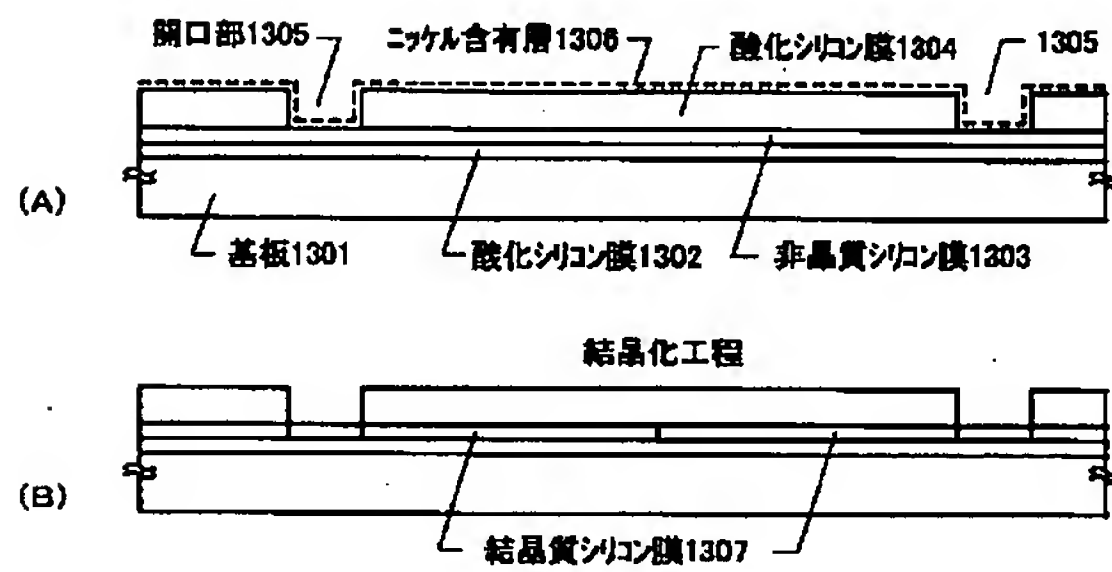 開口部1305
ニッケル含有層1306
酸化シリコン膜1304
1305
(A)
基板1301
酸化シリコン膜1302
非晶質シリコン膜1303
結晶化工程
(B)
結晶質シリコン膜1307